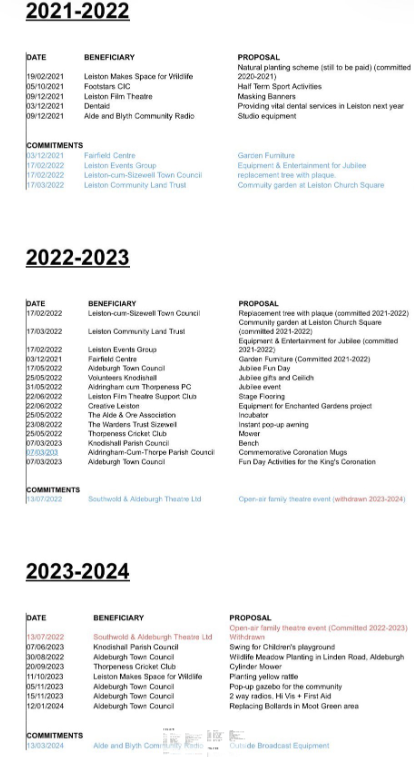 2021-2022
DATE BENEFICIARY PROPOSAL
Natural planting scheme (still to be paid) (committed
19/02/2021 Leiston Makes Space for Wildlife 2020-2021)
05/10/2021 Footstars CIC Half Term Sport Activities
09/12/2021 Leiston Film Theatre Masking Banners
03/12/2021 Dentaid Providing vital dental services in Leiston next year
09/12/2021 Alde and Blyth Community Radio Studio equipment
COMMITMENTS
03/12/2021 Fairfield Centre Garden Furniture
17/02/2022 Leiston Events Group Equipment & Entertainment for Jubilee
17/02/2022 Leiston-cum-Sizewell Town Council replacement tree with plaque.
17/03/2022 Leiston Community Land Trust Commuity garden at Leiston Church Square
2022-2023
DATE BENEFICIARY PROPOSAL
17/02/2022 Leiston-cum-Sizewell Town Council Replacement tree with plaque (committed 2021-2022)
Community garden at Leiston Church Square
17/03/2022 Leiston Community Land Trust (committed 2021-2022)
Equipment & Entertainment for Jubilee (committed
17/02/2022 Leiston Events Group 2021-2022)
03/12/2021 Fairfield Centre Garden Furniture (Committed 2021-2022)
17/05/2022 Aldeburgh Town Council Jubilee Fun Day
25/05/2022 Volunteers Knodishall Jubilee gifts and Ceilidh
31/05/2022 Aldringham cum Thorpeness PC Jubilee event
22/06/2022 Leiston Film Theatre Support Club Stage Flooring
22/06/2022 Creative Leiston Equipment for Enchanted Gardens project
25/05/2022 The Alde & Ore Association Incubator
23/08/2022 The Wardens Trust Sizewell Instant pop-up awning
25/05/2022 Thorpeness Cricket Club Mower
07/03/2023 Knodishall Parish Council Bench
07/03/203 Aldringham-Cum-Thorpe Parish Council Commemorative Coronation Mugs
07/03/2023 Aldeburgh Town Council Fun Day Activities for the King's Coronation
COMMITMENTS
13/07/2022 Southwold & Aldeburgh Theatre Ltd Open-air family theatre event (withdrawn 2023-2024)
2023-2024
DATE BENEFICIARY PROPOSAL
Open-air family theatre event (Committed 2022-2023)
13/07/2022 Southwold & Aldeburgh Theatre Ltd Withdrawn
07/06/2023 Knodishall Parish Council Swing for Children's playground
30/08/2022 Aldeburgh Town Council Wildlife Meadow Planting in Linden Road, Aldeburgh
20/09/2023 Thorpeness Cricket Club Cylinder Mower
11/10/2023 Leiston Makes Space for Wildlife Planting yellow rattle
05/11/2023 Aldeburgh Town Council Pop-up gazebo for the community
15/11/2023 Aldeburgh Town Council 2 way radios. Hi Vis + First Aid
12/01/2024 Aldeburgh Town Council Replacing Bollards in Moot Green area
COMMITMENTS
13/03/2024 Alde and Blyth Community Radio Outside Broadcast Equipment